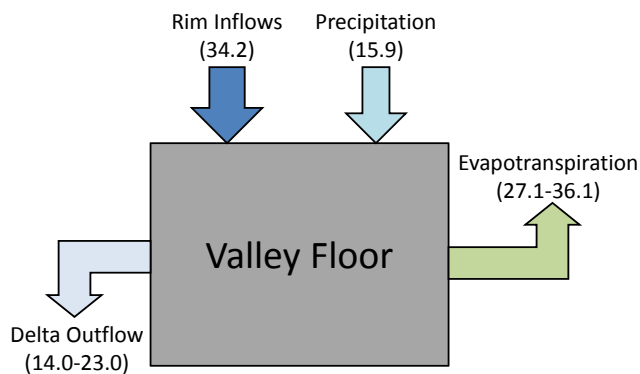 Rim Inflows
(34.2)
Precipitation
(15.9)
Evapotranspiration
(27.1-36.1)
Valley Floor
Delta Outflow
(14.0-23.0)